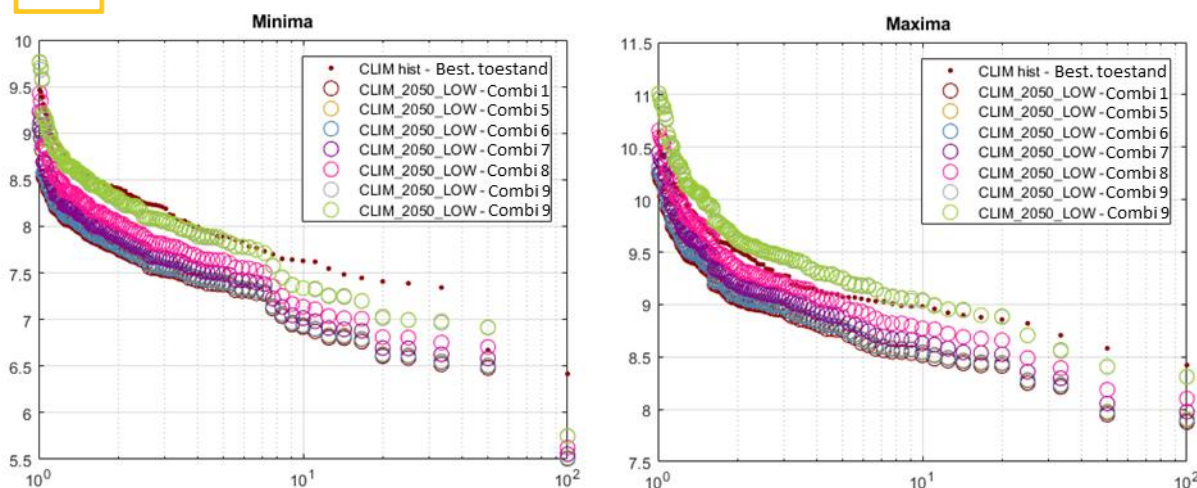 Minima
10
9.5
9
8.5
8
7.5
7
6.5
6
5.5
10^0
10^1
10^2
CLIM hist - Best. toestand
CLIM_2050_LOW - Combi 1
CLIM_2050_LOW - Combi 5
CLIM_2050_LOW - Combi 6
CLIM_2050_LOW - Combi 7
CLIM_2050_LOW - Combi 8
CLIM_2050_LOW - Combi 9
CLIM_2050_LOW - Combi 9
Maxima
11.5
11
10.5
10
9.5
9
8.5
8
7.5
10^0
10^1
10^2
CLIM hist - Best. toestand
CLIM_2050_LOW - Combi 1
CLIM_2050_LOW - Combi 5
CLIM_2050_LOW - Combi 6
CLIM_2050_LOW - Combi 7
CLIM_2050_LOW - Combi 8
CLIM_2050_LOW - Combi 9
CLIM_2050_LOW - Combi 9